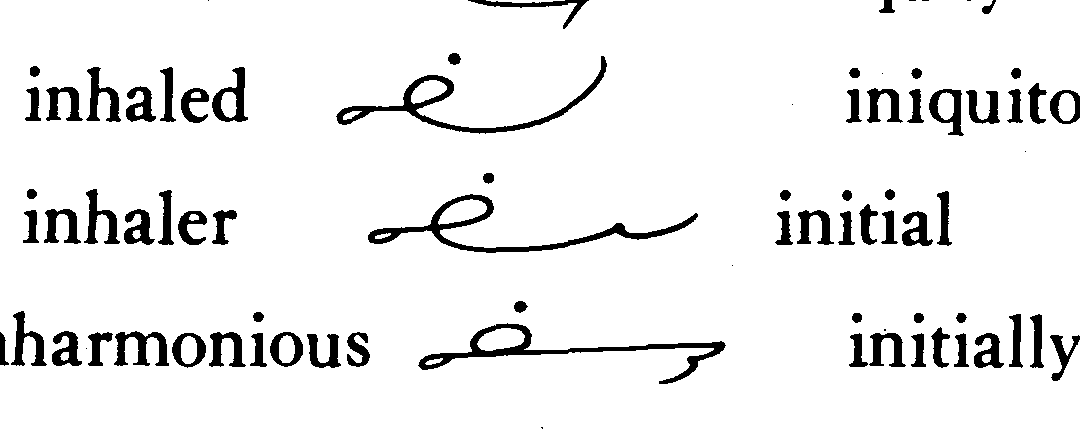 inhaled iniquito
inhaler initial
harmonious initially